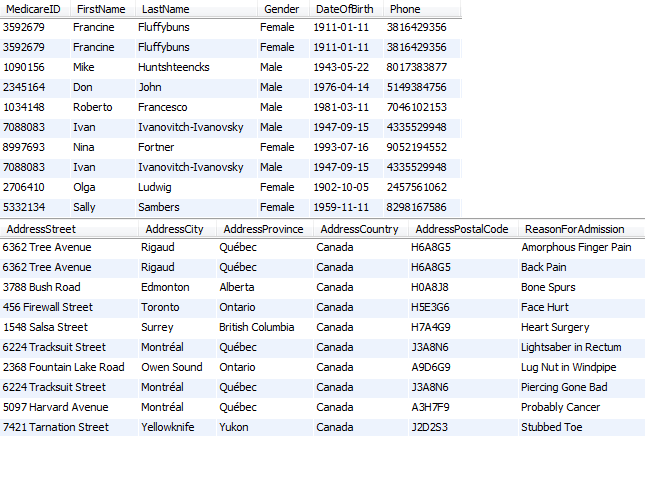 MedicareID FirstName LastName Gender DateOfBirth Phone
3592679 Francine Fluffybuns Female 1911-01-11 3816429356
3592679 Francine Fluffybuns Female 1911-01-11 3816429356
1090156 Mike Huntshteencks Male 1943-05-22 8017383877
2345164 Don John Male 1976-04-14 5149384756
1034148 Roberto Francesco Male 1981-03-11 7046102153
7088083 Ivan Ivanovitch-Ivanovsky Male 1947-09-15 4335529948
8997693 Nina Fortner Female 1993-07-16 9052194552
7088083 Ivan Ivanovitch-Ivanovsky Male 1947-09-15 4335529948
2706410 Olga Ludwig Female 1902-10-05 2457561062
5332134 Sally Sambers Female 1959-11-11 8298167586
AddressStreet AddressCity AddressProvince AddressCountry AddressPostalCode ReasonForAdmission
6362 Tree Avenue Rigaud Québec Canada H6A8G5 Amorphous Finger Pain
6362 Tree Avenue Rigaud Québec Canada H6A8G5 Back Pain
3788 Bush Road Edmonton Alberta Canada H0A8J8 Bone Spurs
456 Firewall Street Toronto Ontario Canada H5E3G6 Face Hurt
1548 Salsa Street Surrey British Columbia Canada H7A4G9 Heart Surgery
6224 Tracksuit Street Montréal Québec Canada J3A8N6 Lightsaber in Rectum
2368 Fountain Lake Road Owen Sound Ontario Canada A9D6G9 Lug Nut in Windpipe
6224 Tracksuit Street Montréal Québec Canada J3A8N6 Piercing Gone Bad
5097 Harvard Avenue Montréal Québec Canada A3H7F9 Probably Cancer
7421 Tarnation Street Yellowknife Yukon Canada J2D2S3 Stubbed Toe